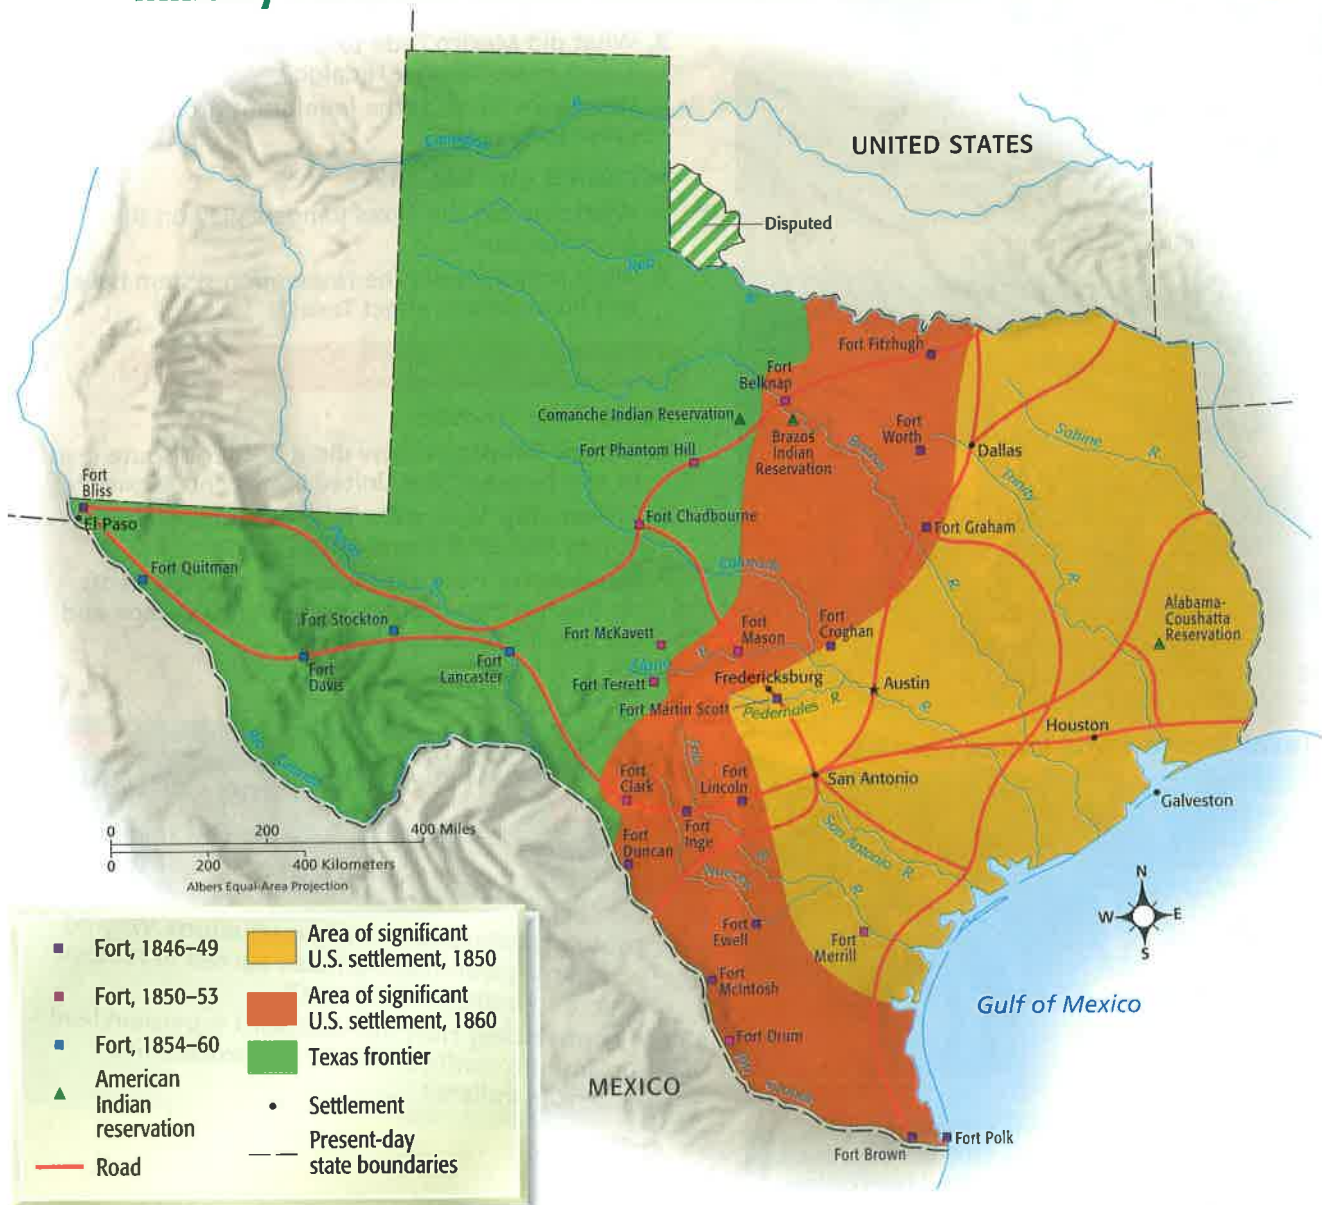 UNITED STATES
Canadian
R.
Disputed
Red
R.
Fort Fitzhugh
Fort
Belknap
Comanche Indian Reservation
Brazos
Indian
Reservation
Fort
Worth
Brazos
Dallas
Sabine
R.
Trinity
Fort Phantom Hill
Fort
Bliss
El Paso
Fort Chadbourne
Fort Graham
Pecos
R.
Fort Quitman
Colorado
R.
R.
Fort Stockton
Fort McKavett
Fort
Mason
Fort
Croghan
Alabama-
Coushatta
Reservation
Fort
Davis
Fort
Lancaster
Llano
R.
Fort Terrett
Fredericksburg
Austin
Fort Martin Scott
Pedernales R.
R.
Houston
Rio
Grande
Fort
Clark
Fort
Lincoln
San Antonio
Galveston
Fort
Inge
Fort
Duncan
San Antonio R.
Nueces
R.
Fort
Ewell
Fort
Merrill
Fort
McIntosh
Fort Drum
Rio
Grande
MEXICO
Gulf of Mexico
Fort Brown
Fort Polk
N
W
E
S
0 200 400 Miles
0 200 400 Kilometers
Albers Equal-Area Projection
Fort, 1846–49
Fort, 1850–53
Fort, 1854–60
American
Indian
reservation
Road
Area of significant
U.S. settlement, 1850
Area of significant
U.S. settlement, 1860
Texas frontier
Settlement
Present-day
state boundaries